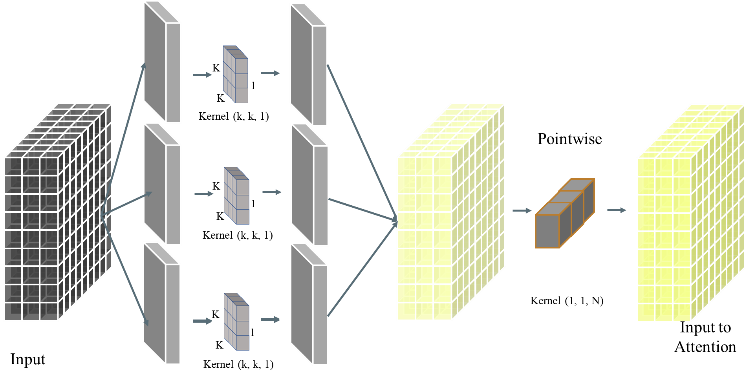 K
K
1
Kernel (k, k, 1)
K
K
1
Kernel (k, k, 1)
K
K
1
Kernel (k, k, 1)
Input
Pointwise
Kernel (1, 1, N)
Input to
Attention